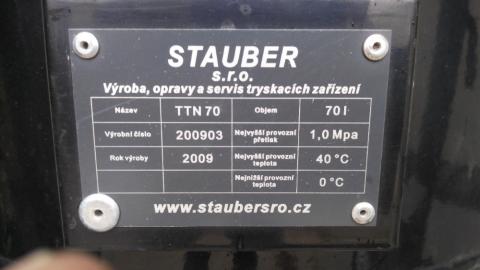 STAUBER
s.r.o.
Výroba, opravy a servis tryskacích zařízení
Název TTN 70 Objem 70 l
Výrobní číslo 200903 Nejvyšší provozní přetlak 1,0 Mpa
Rok výroby 2009 Nejvyšší provozní teplota 40 °C
Nejnižší provozní teplota 0 °C
www.staubersro.cz